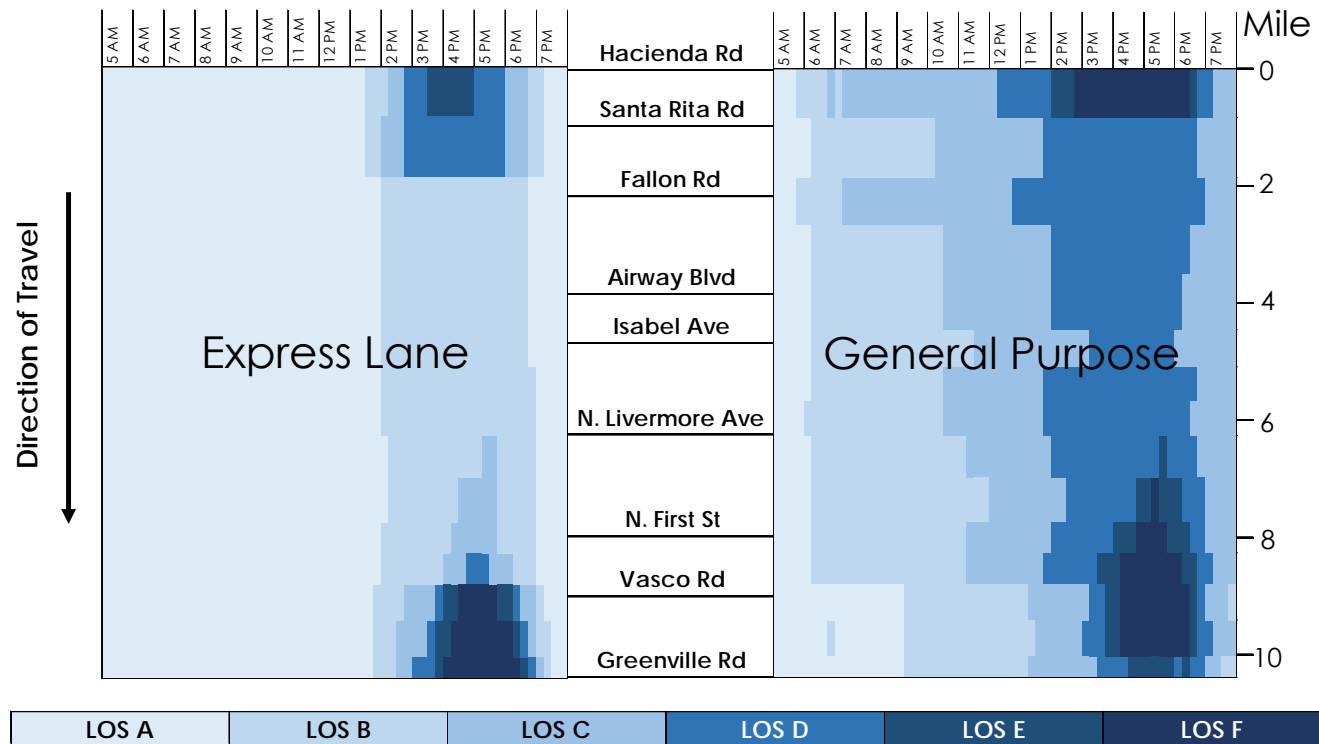 5 AM 6 AM 7 AM 8 AM 9 AM 10 AM 11 AM 12 PM 1 PM 2 PM 3 PM 4 PM 5 PM 6 PM 7 PM
5 AM 6 AM 7 AM 8 AM 9 AM 10 AM 11 AM 12 PM 1 PM 2 PM 3 PM 4 PM 5 PM 6 PM 7 PM
Mile
Hacienda Rd
0
Santa Rita Rd
Fallon Rd
2
Direction of Travel
Airway Blvd
4
Isabel Ave
Express Lane
General Purpose
N. Livermore Ave
6
N. First St
8
Vasco Rd
Greenville Rd
10
LOS A LOS B LOS C LOS D LOS E LOS F